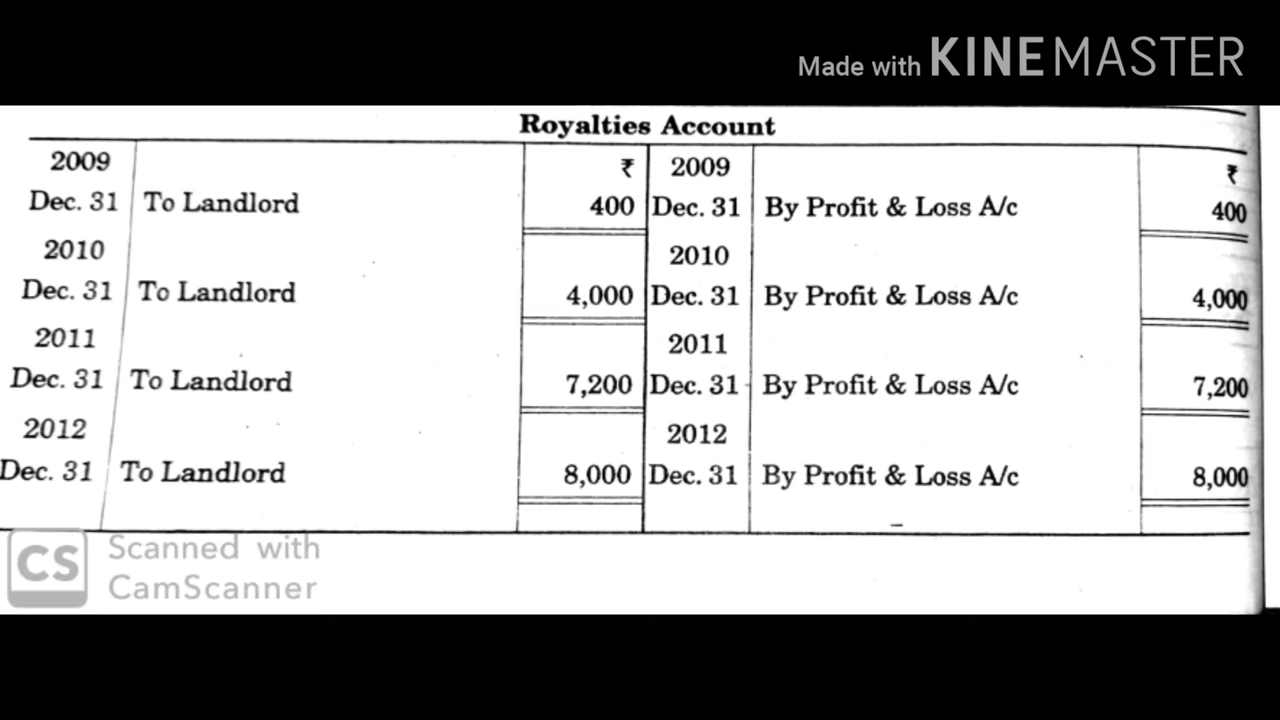 Made with KINEMASTER
Royalties Account
2009 ₹ 2009 ₹
Dec. 31 To Landlord 400 Dec. 31 By Profit & Loss A/c 400
2010 2010
Dec. 31 To Landlord 4,000 Dec. 31 By Profit & Loss A/c 4,000
2011 2011
Dec. 31 To Landlord 7,200 Dec. 31 By Profit & Loss A/c 7,200
2012 2012
Dec. 31 To Landlord 8,000 Dec. 31 By Profit & Loss A/c 8,000
CS Scanned with
CamScanner